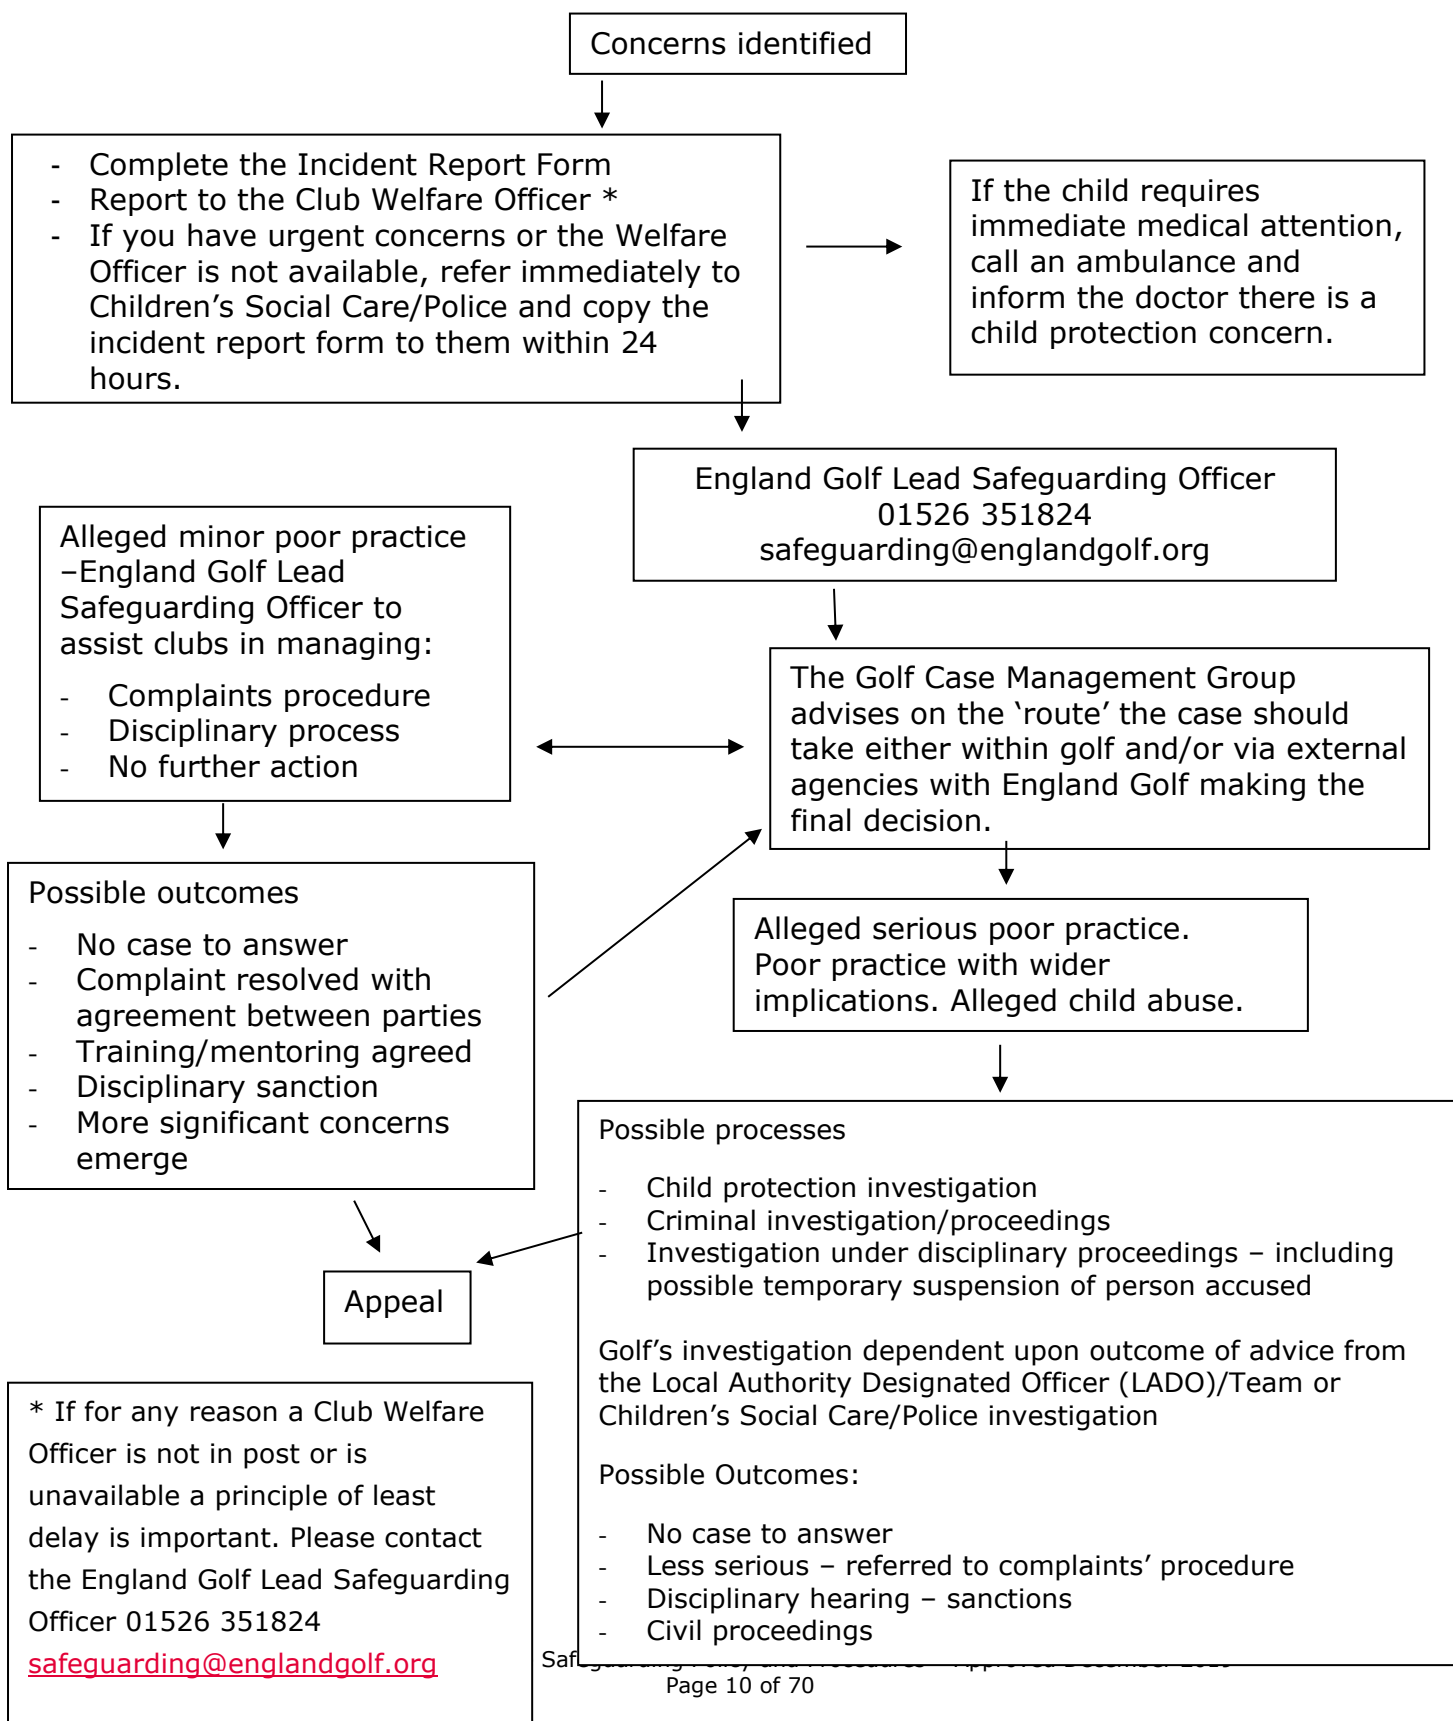 Concerns identified
- Complete the Incident Report Form
- Report to the Club Welfare Officer *
- If you have urgent concerns or the Welfare
Officer is not available, refer immediately to
Children’s Social Care/Police and copy the
incident report form to them within 24
hours.
If the child requires
immediate medical attention,
call an ambulance and
inform the doctor there is a
child protection concern.
England Golf Lead Safeguarding Officer
01526 351824
safeguarding@englandgolf.org
Alleged minor poor practice
–England Golf Lead
Safeguarding Officer to
assist clubs in managing:
- Complaints procedure
- Disciplinary process
- No further action
The Golf Case Management Group
advises on the ‘route’ the case should
take either within golf and/or via external
agencies with England Golf making the
final decision.
Possible outcomes
- No case to answer
- Complaint resolved with
agreement between parties
- Training/mentoring agreed
- Disciplinary sanction
- More significant concerns
emerge
Alleged serious poor practice.
Poor practice with wider
implications. Alleged child abuse.
Possible processes
- Child protection investigation
- Criminal investigation/proceedings
- Investigation under disciplinary proceedings – including
possible temporary suspension of person accused
Golf’s investigation dependent upon outcome of advice from
the Local Authority Designated Officer (LADO)/Team or
Children’s Social Care/Police investigation
Possible Outcomes:
- No case to answer
- Less serious – referred to complaints’ procedure
- Disciplinary hearing – sanctions
- Civil proceedings
Appeal
* If for any reason a Club Welfare
Officer is not in post or is
unavailable a principle of least
delay is important. Please contact
the England Golf Lead Safeguarding
Officer 01526 351824
safeguarding@englandgolf.org
Safeguarding Policy and Procedures – Approved December
Page 10 of 70